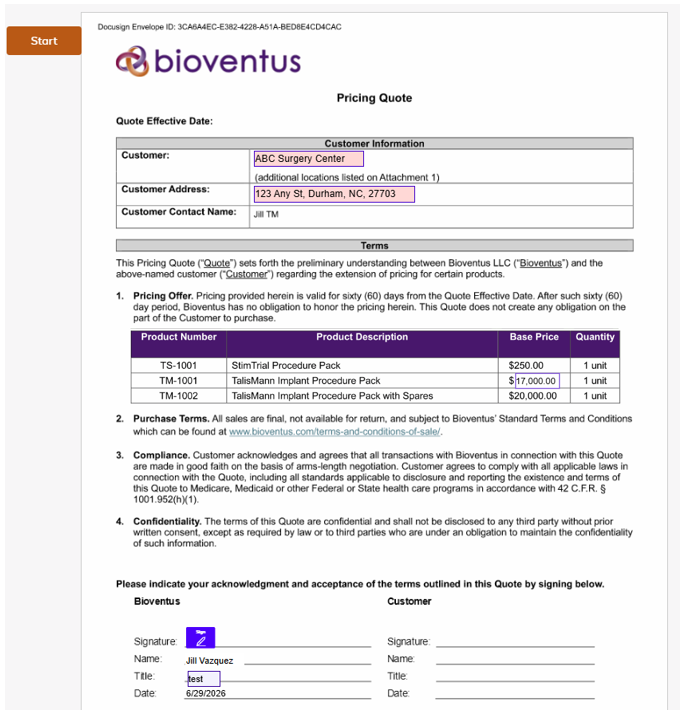 Docusign Envelope ID: 3CA6A4EC-E382-4228-A51A-BED8E4CD4CAC
Start
bioventus
Pricing Quote
Quote Effective Date:
Customer Information
Customer: ABC Surgery Center
(additional locations listed on Attachment 1)
Customer Address: 123 Any St, Durham, NC, 27703
Customer Contact Name: Jill TM
Terms
This Pricing Quote (“Quote”) sets forth the preliminary understanding between Bioventus LLC (“Bioventus”) and the
above-named customer (“Customer”) regarding the extension of pricing for certain products.
1. Pricing Offer. Pricing provided herein is valid for sixty (60) days from the Quote Effective Date. After such sixty (60)
day period, Bioventus has no obligation to honor the pricing herein. This Quote does not create any obligation on the
part of the Customer to purchase.
Product Number Product Description Base Price Quantity
TS-1001 StimTrial Procedure Pack $250.00 1 unit
TM-1001 TalisMann Implant Procedure Pack $17,000.00 1 unit
TM-1002 TalisMann Implant Procedure Pack with Spares $20,000.00 1 unit
2. Purchase Terms. All sales are final, not available for return, and subject to Bioventus’ Standard Terms and Conditions
which can be found at www.bioventus.com/terms-and-conditions-of-sale/.
3. Compliance. Customer acknowledges and agrees that all transactions with Bioventus in connection with this Quote
are made in good faith on the basis of arms-length negotiation. Customer agrees to comply with all applicable laws in
connection with the Quote, including all standards applicable to disclosure and reporting the existence and terms of
this Quote to Medicare, Medicaid or other Federal or State health care programs in accordance with 42 C.F.R. §
1001.952(h)(1).
4. Confidentiality. The terms of this Quote are confidential and shall not be disclosed to any third party without prior
written consent, except as required by law or to third parties who are under an obligation to maintain the confidentiality
of such information.
Please indicate your acknowledgment and acceptance of the terms outlined in this Quote by signing below.
Bioventus Customer
Signature: Signature:
Name: Jill Vazquez Name:
Title: test Title:
Date: 6/29/2026 Date: